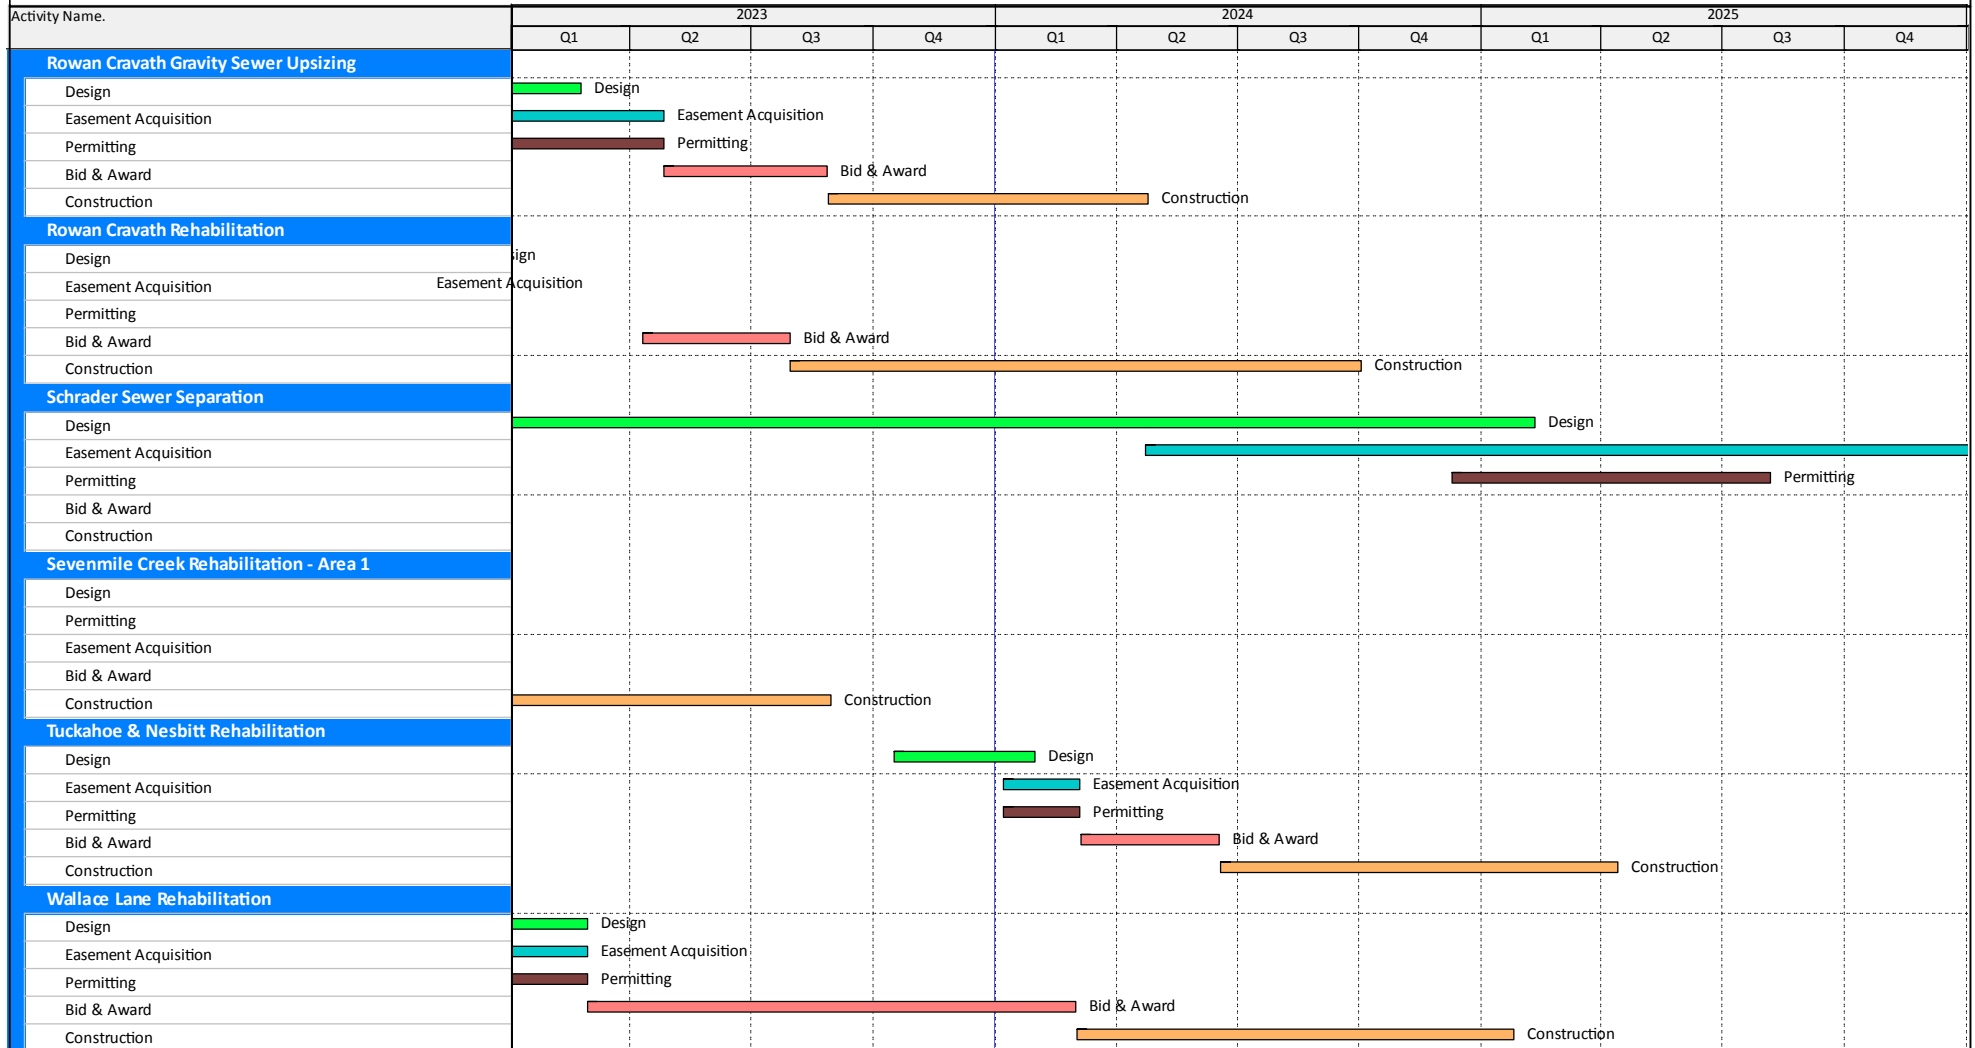 Activity Name.
2023 2024 2025
Q1 Q2 Q3 Q4 Q1 Q2 Q3 Q4 Q1 Q2 Q3 Q4
Rowan Cravath Gravity Sewer Upsizing
Design Design
Easement Acquisition Easement Acquisition
Permitting Permitting
Bid & Award Bid & Award
Construction Construction
Rowan Cravath Rehabilitation
Design sign
Easement Acquisition Easement Acquisition
Permitting
Bid & Award Bid & Award
Construction Construction
Schrader Sewer Separation
Design Design
Easement Acquisition
Permitting Permitting
Bid & Award
Construction
Sevenmile Creek Rehabilitation - Area 1
Design
Permitting
Easement Acquisition
Bid & Award
Construction Construction
Tuckahoe & Nesbitt Rehabilitation
Design Design
Easement Acquisition Easement Acquisition
Permitting Permitting
Bid & Award Bid & Award
Construction Construction
Wallace Lane Rehabilitation
Design Design
Easement Acquisition Easement Acquisition
Permitting Permitting
Bid & Award Bid & Award
Construction Construction